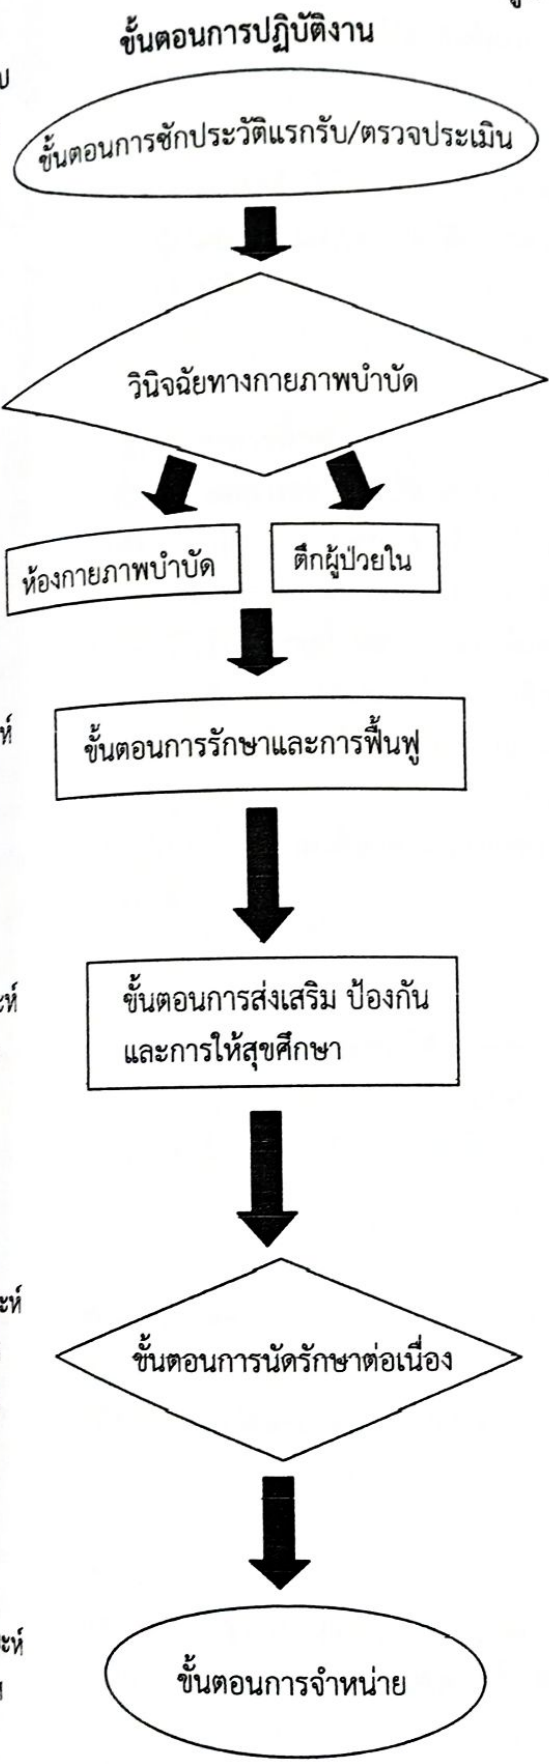 ขั้นตอนการปฏิบัติงาน
ขั้นตอนการซักประวัติแรกรับ/ตรวจประเมิน
วินิจฉัยทางกายภาพบำบัด
ห้องกายภาพบำบัด
ตึกผู้ป่วยใน
ขั้นตอนการรักษาและการฟื้นฟู
ขั้นตอนการส่งเสริม ป้องกัน
และการให้สุขศึกษา
ขั้นตอนการนัดรักษาต่อเนื่อง
ขั้นตอนการจำหน่าย